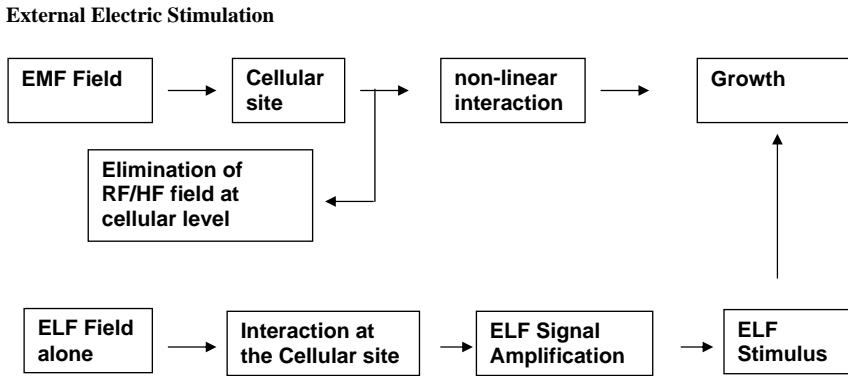 External Electric Stimulation
EMF Field
Cellular
site
non-linear
interaction
Growth
Elimination of
RF/HF field at
cellular level
ELF Field
alone
Interaction at
the Cellular site
ELF Signal
Amplification
ELF
Stimulus